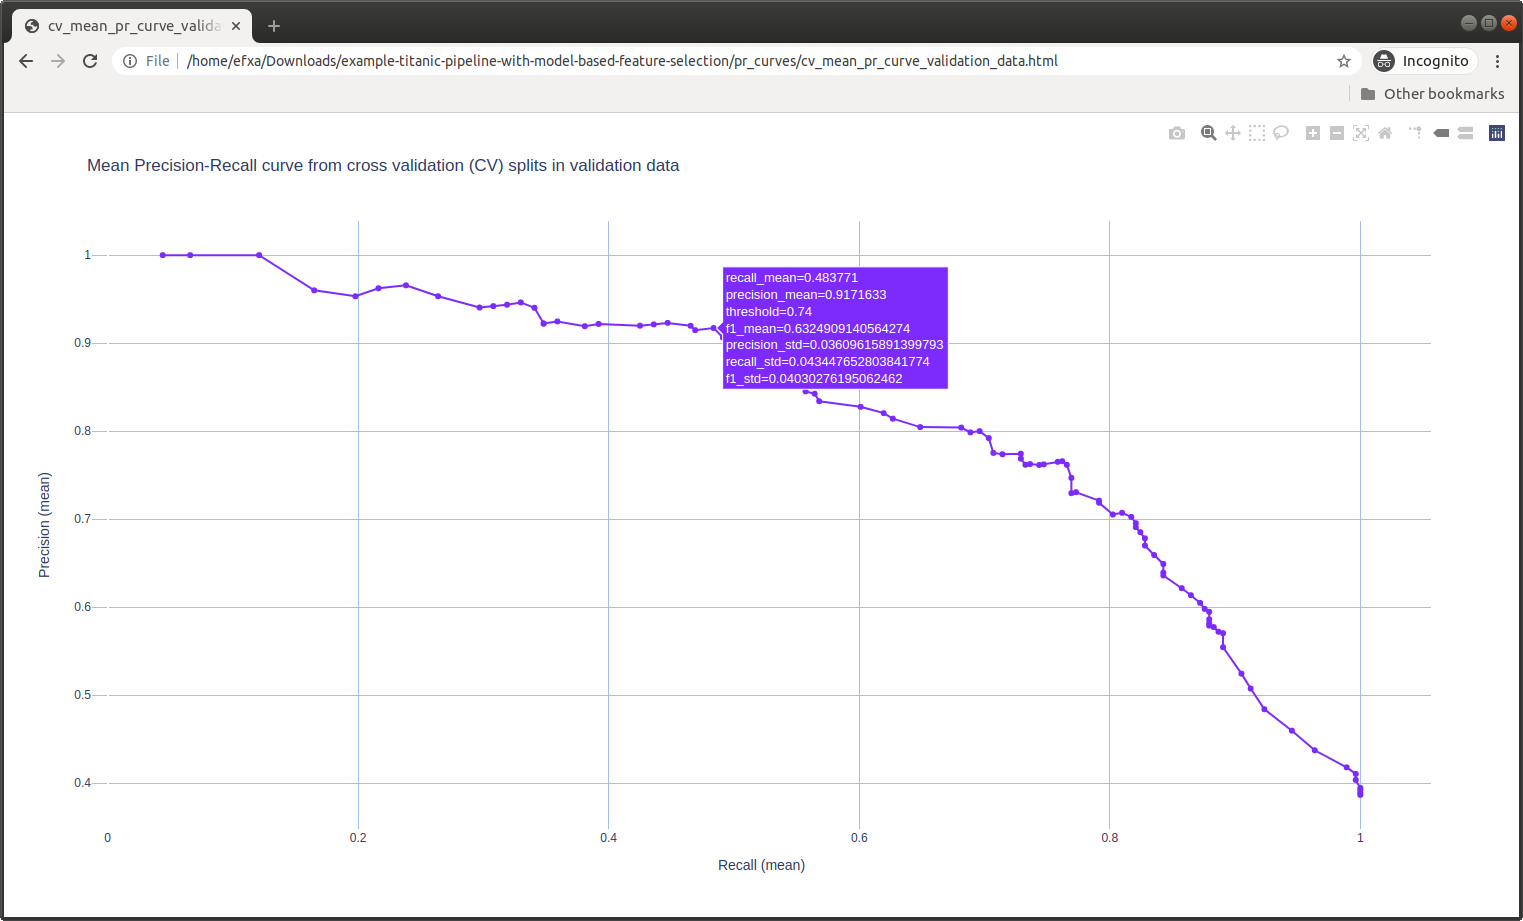 cv_mean_pr_curve_valida
File
/home/efxa/Downloads/example-titanic-pipeline-with-model-based-feature-selection/pr_curves/cv_mean_pr_curve_validation_data.html
Incognito
Other bookmarks
Mean Precision-Recall curve from cross validation (CV) splits in validation data
1
0.9
0.8
0.7
0.6
0.5
0.4
Precision (mean)
recall_mean=0.483771
precision_mean=0.9171633
threshold=0.74
f1_mean=0.6324909140564274
precision_std=0.03609615891399793
recall_std=0.043447652803841774
f1_std=0.04030276195062462
0
0.2
0.4
0.6
0.8
1
Recall (mean)